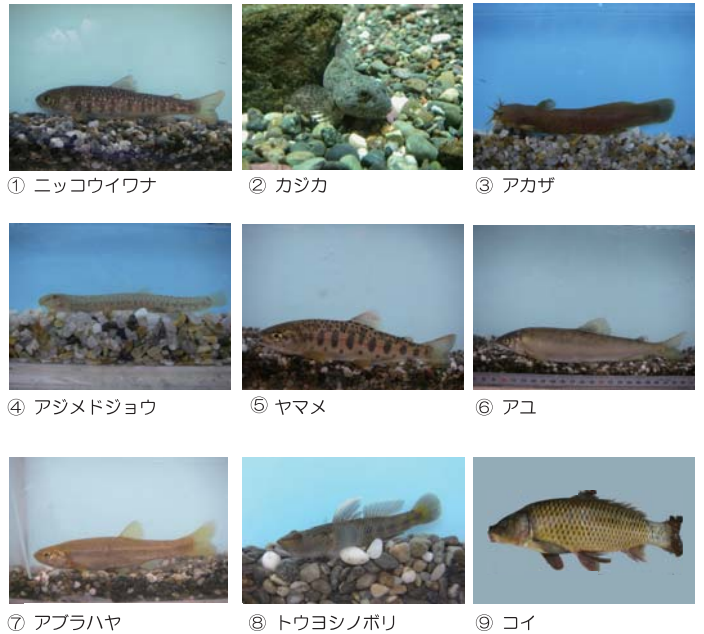 ① ニッコウイワナ
② カジカ
③ アカザ
④ アジメドジョウ
⑤ ヤマメ
⑥ アユ
⑦ アブラハヤ
⑧ トウヨシノボリ
⑨ コイ